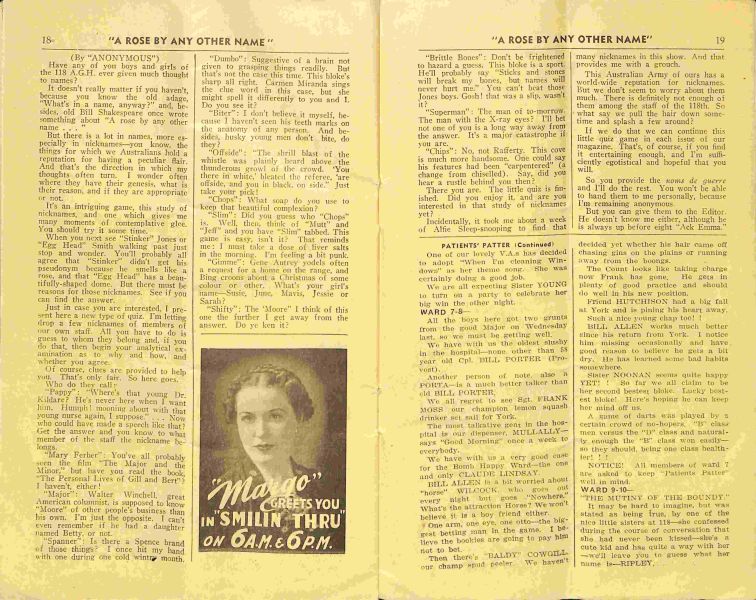 18-
"A ROSE BY ANY OTHER NAME"
(By "ANONYMOUS")
Have any of you boys and girls of
the 118 A.G.H. ever given much thought
to names?
It doesn't really matter if you haven't,
because you know the old adage,
"What's in a name, anyway?" and, be-
sides, old Bill Shakespeare once wrote
something about "A rose by any other
name . . .
But there is a lot in names, more esp-
ecially in nicknames—you know, the
things for which we Australians hold a
reputation for having a peculiar flair.
And that's the direction in which my
thoughts often turn. I wonder often
where they have their genesis, what is
their reason, and if they are appropriate
or not.
It's an intriguing game, this study of
nicknames, and one which gives me
many moments of contemplative glee.
You should try it some time.
When you next see "Stinker" Jones or
"Egg Head" Smith walking past just
stop and wonder. You'll probably all
agree that "Stinker" didn't get his
pseudonym because he smells like a
rose, and that "Egg Head" has a beau-
tifully-shaped dome. But there must be
reasons for those nicknames. See if you
can find the answer.
Just in case you are interested, I pre-
sent here a new type of quiz. I'm letting
drop a few nicknames of members of
our own staff. All you have to do is
guess to whom they belong and, if you
do that, then begin your analytical ex-
amination as to why and how, and
whether you agree.
Of course, clues are provided to help
you. That's only fair. So here goes.
Who do they call:
"Pappy": "Where's that young Dr.
Kildare? He's never here when I want
him. Humph! mooning about with that
young nurse again, I suppose." . . . Now
who could have made a speech like that?
Get the answer and you know to what
member of the staff the nickname be-
longs.
"Mary Ferber": You've all probably
seen the film "The Major and the
Minor," but have you read the book,
"The Personal Lives of Gill and Bert"?
I haven't, either!
"Major": Walter Winchell, great
American columnist, is supposed to know
"Moore" of other people's business than
his own. I'm just the opposite. I can't
even remember if he had a daughter
named Betty, or not.
"Spanner": Is there a Spence brand
of those things? I once hit my hand
with one during one cold winter month.
"Dumbo": Suggestive of a brain not
given to grasping things readily. But
that's not the case this time. This bloke's
sharp all right. Carmen Miranda sings
the clue word in this case, but she
might spell it differently to you and I.
Do you see it?
"Biter": I don't believe it myself, be-
cause I haven't seen his teeth marks on
the anatomy of any person. And be-
sides, husky young men don't bite, do
they?
"Offside": "The shrill blast of the
whistle was plainly heard above the
thunderous growl of the crowd. 'You
there in white,' bleated the referee, 'are
offside, and you in black, on side." Just
take your pick!
"Chops": What soap do you use to
keep that beautiful complexion?
"Slim": Did you guess who "Chops"
is. Well, then, think of "Mutt" and
"Jeff" and you have "Slim" tabbed. This
game is easy, isn't it? That reminds
me: I must take a dose of liver salts
in the morning. I'm feeling a bit punk.
"Gimme": Gene Autrey yodels often
a request for a home on the range, and
Bing croons about a Christmas of some
colour or other. What's your girl's
name—Susie, June, Mavis, Jessie or
Sarah?
"Shifty": The "Moore" I think of this
one the further I get away from the
answer. Do ye ken it?
"Margo"
GREETS YOU
IN "SMILIN THRU"
ON 6A.M. & 6P.M.
"A ROSE BY ANY OTHER NAME"
19
"Brittle Bones": Don't be frightened
to hazard a guess. This bloke is a sport.
He'll probably say "Sticks and stones
will break my bones, but names will
never hurt me." You can't beat those
Jones boys. Gosh! that was a slip, wasn't
it?
"Superman": The man of to-morrow.
The man with the X-ray eyes? I'll bet
not one of you is a long way away from
the answer. It's a major catastrophe if
you are.
"Chips": No, not Rafferty. This cove
is much more handsome. One could say
his features had been "carpentered" (a
change from chiselled). Say, did you
hear a rustle behind you then?
There you are. The little quiz is fin-
ished. Did you enjoy it, and are you
interested in that study of nicknames
yet?
Incidentally, it took me about a week
of Alfie Sleep-snooping to find that
many nicknames in this show. And that
provides me with a grouch.
This Australian Army of ours has a
world-wide reputation for nicknames.
But we don't seem to worry about them
much. There is definitely not enough of
them among the staff of the 118th. So
what say we pull the hair down some-
time and splash a few around?
If we do that we can continue this
little quiz game in each issue of our
magazine. That's, of course, if you find
it entertaining enough, and I'm suffi-
ciently egotistical and hopeful that you
will.
So you provide the noms de guerre
and I'll do the rest. You won't be able
to hand them to me personally, because
I'm remaining anonymous.
But you can give them to the Editor.
He doesn't know me either, although he
is always up before eight "Ack Emma."
PATIENTS' PATTER (Continued)
One of our lovely V.A.s has decided
to adopt "When I'm cleaning Win-
dows" as her theme song. She was
certainly doing a good job.
We are all expecting Sister YOUNG
to turn on a party to celebrate her
big win the other night.
WARD 7-8—
All the boys here got two grunts
from the good Major on Wednesday
last, so we must be getting well.
We have with us the oldest slushy
in the hospital—none other than 58
year old Cpl. BILL PORTER (Pro-
vost).
Another person of note, also a
PORTA—is a much better talker than
old BILL PORTER.
We all regret to see Sgt. FRANK
MOSS our champion lemon squash
drinker set sail for York.
The most talkative gent in the hos-
pital is our dispenser, MULLALLY—
says "Good Morning" once a week to
everybody.
We have with us a very good case
for the Bomb Happy Ward—the one
and only CLAUDE LINDSAY.
BILL ALLEN is a bit worried about
"horse" WILCOCK, who goes out
every night but goes "Nowhere."
What's the attraction Horse? We won't
believe it is a boy friend either.
One arm, one eye, one otto—the big-
gest betting man in the game. I be-
lieve the bookies are going to pay him
not to bet.
Then there's "BALDY" COWGILL,
our champ spud peeler. We haven't
decided yet whether his hair came off
chasing gins on the plains or running
away from the boongs.
The Count looks like taking charge
now Frank has gone. He gets in
plenty of good practice and should
do well in his new position.
Friend HUTCHISON had a big fall
at York and is pining his heart away.
Such a nice young chap too!
BILL ALLEN works much better
since his return from York. I notice
him missing occasionally and have
good reason to believe he gets a bit
dry. He has learned some bad habits
somewhere.
Sister NOONAN seems quite happy
YET! ! So far we all claim to be
her second bestest bloke. Lucky best-
est bloke! Here's hoping he can keep
her mind off us.
A game of darts was played by a
certain crowd of no-hopers. "B" class
men versus the "D" class and natural-
ly enough the "B" class won easily—
so they should, being one class health-
ier! ! !
NOTICE! All members of ward 7
are asked to keep "Patients Patter"
well in mind.
WARD 9-10—
"THE MUTINY OF THE BOUNDY."
It may be hard to imagine, but was
stated as being true, by one of the
nice little sisters at 118—she confessed
during the course of conversation that
she had never been kissed—she's a
cute kid and has quite a way with her
—we'll leave you to guess what her
name is—RIPLEY.